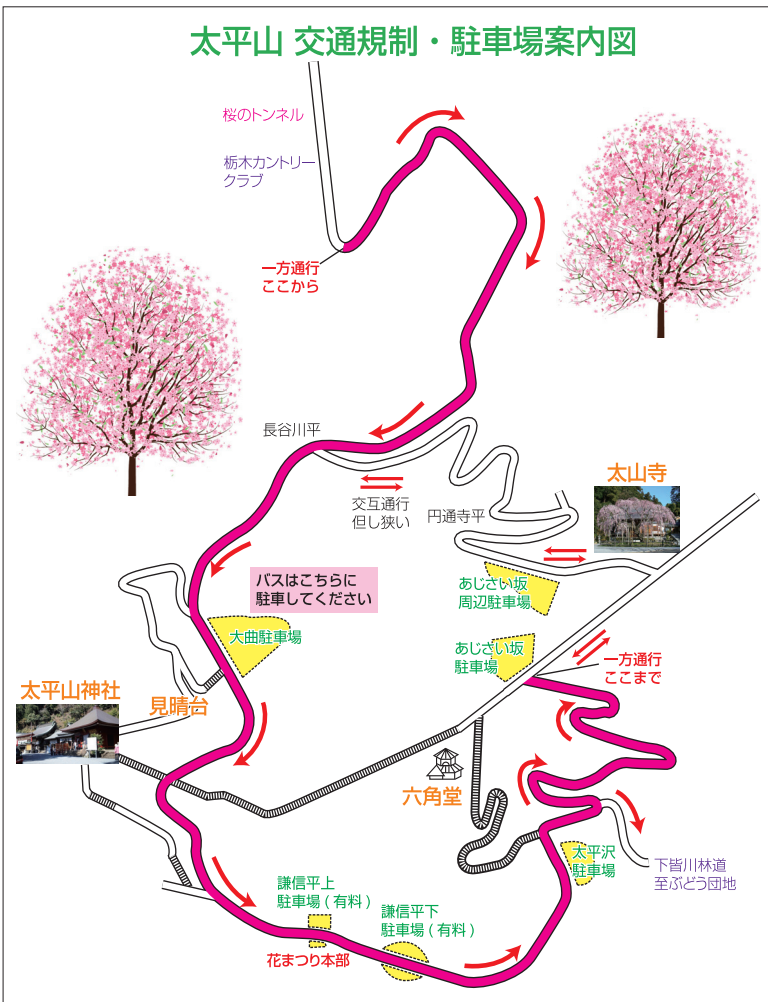 太平山 交通規制・駐車場案内図
桜のトンネル
栃木カントリー
クラブ
一方通行
ここから
長谷川平
交互通行
但し狭い
円通寺平
太山寺
バスはこちらに
駐車してください
あじさい坂
周辺駐車場
大曲駐車場
あじさい坂
駐車場
一方通行
ここまで
太平山神社
見晴台
六角堂
太平沢
駐車場
下皆川林道
至ぶどう団地
謙信平上
駐車場(有料)
謙信平下
駐車場(有料)
花まつり本部